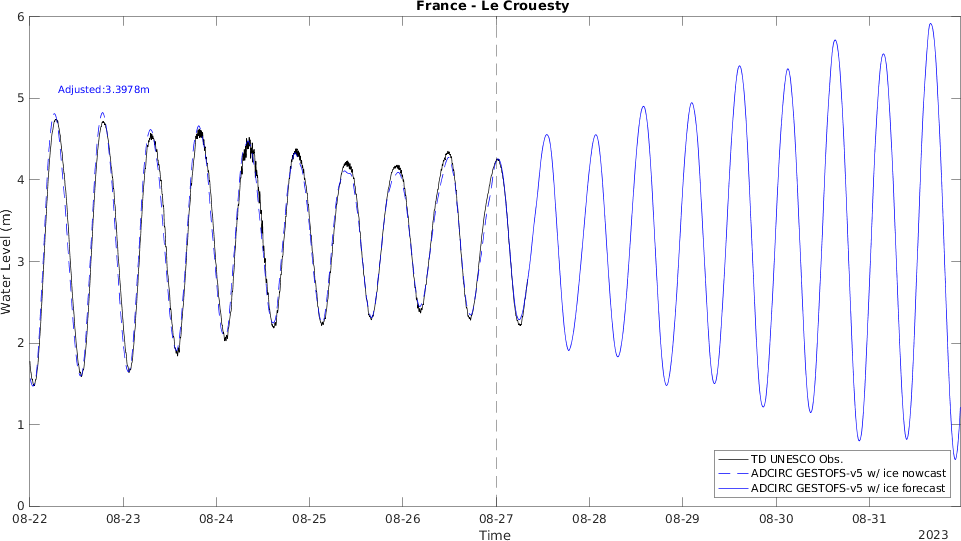 France - Le Crouesty
Adjusted:3.3978m
Water Level (m)
6
5
4
3
2
1
0
TD UNESCO Obs.
ADCIRC GESTOFS-v5 w/ ice nowcast
ADCIRC GESTOFS-v5 w/ ice forecast
08-22 08-23 08-24 08-25 08-26 08-27 08-28 08-29 08-30 08-31
Time
2023